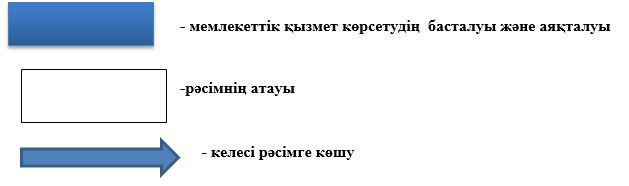 - мемлекеттік қызмет көрсетудің басталуы және аяқталуы
-рәсімнің атауы
- келесі рәсімге көшу